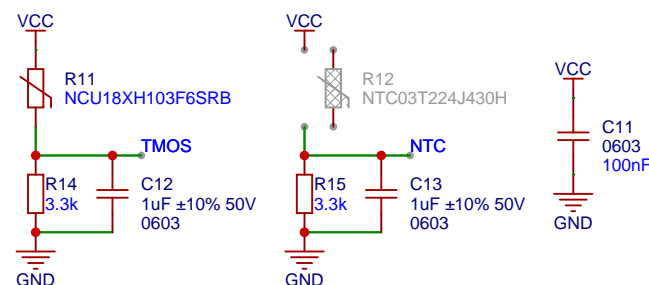 VCC
R11
NCU18XH103F6SRB
TMOS
R14
3.3k
C12
1uF ±10% 50V
0603
GND
VCC
R12
NTC03T224J430H
NTC
R15
3.3k
C13
1uF ±10% 50V
0603
GND
VCC
C11
0603
100nF
GND